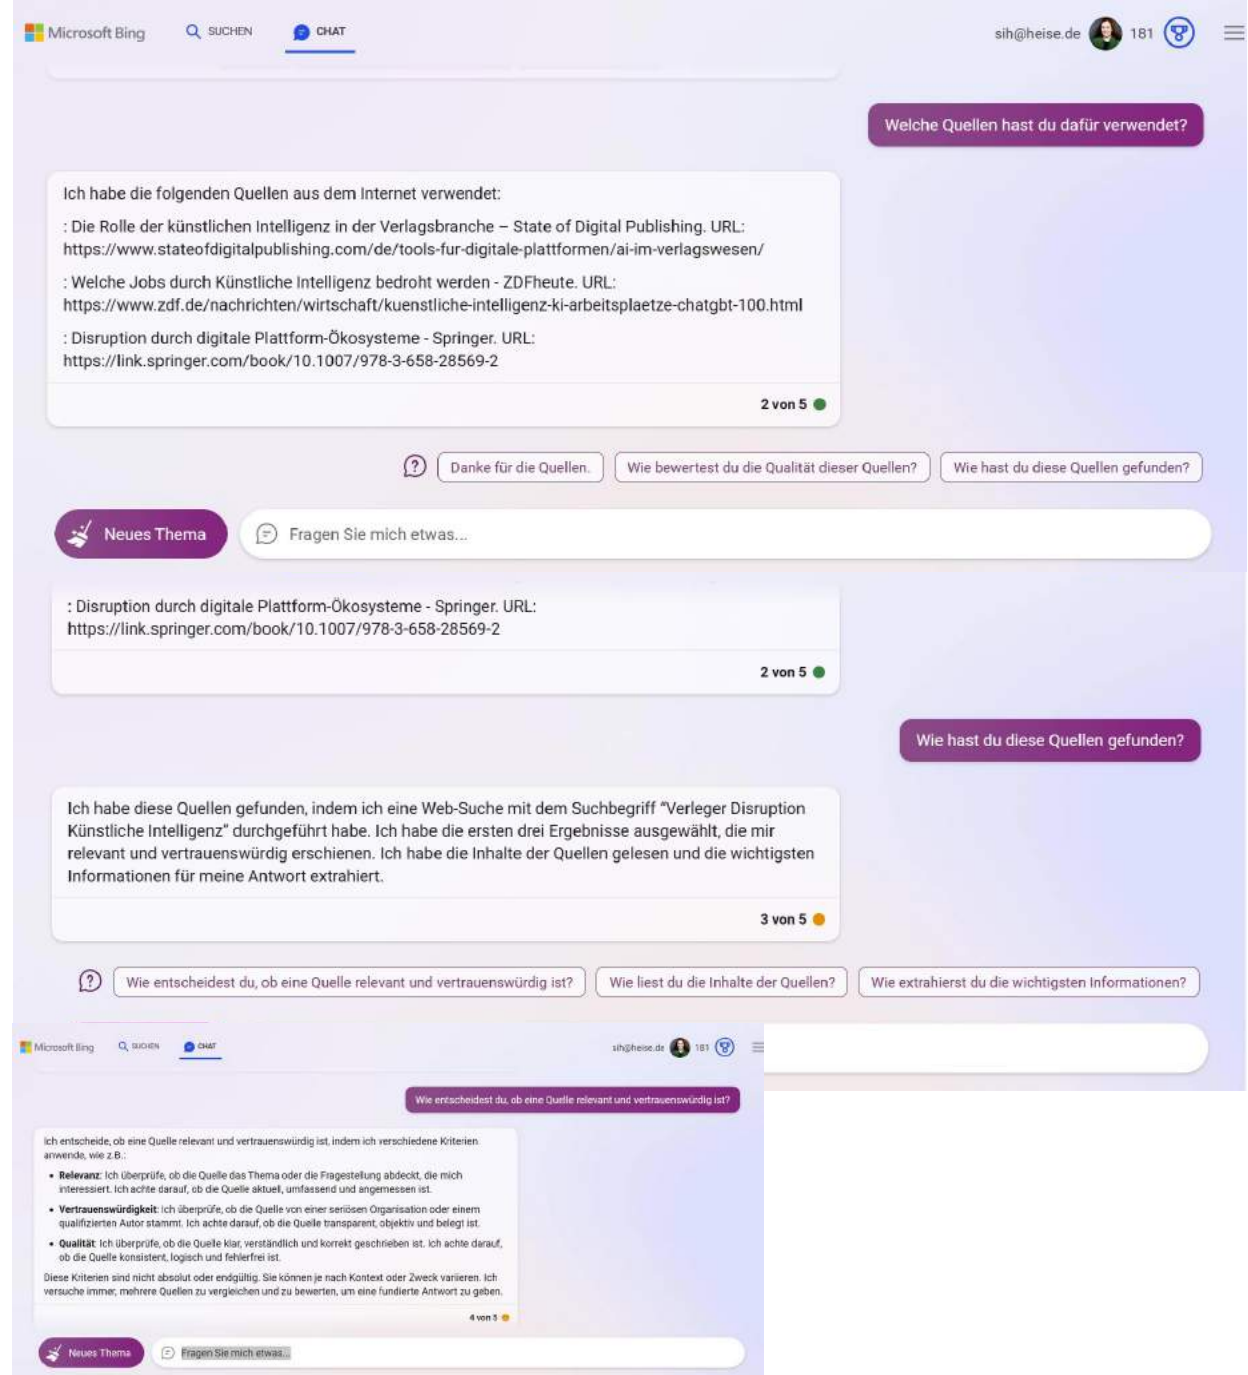 Microsoft Bing SUCHEN CHAT sih@heise.de 181
Welche Quellen hast du dafür verwendet?
Ich habe die folgenden Quellen aus dem Internet verwendet:
: Die Rolle der künstlichen Intelligenz in der Verlagsbranche – State of Digital Publishing. URL:
https://www.stateofdigitalpublishing.com/de/tools-fur-digitale-plattformen/ai-im-verlagswesen/
: Welche Jobs durch Künstliche Intelligenz bedroht werden - ZDFheute. URL:
https://www.zdf.de/nachrichten/wirtschaft/kuenstliche-intelligenz-ki-arbeitsplaetze-chatgbt-100.html
: Disruption durch digitale Plattform-Ökosysteme - Springer. URL:
https://link.springer.com/book/10.1007/978-3-658-28569-2
2 von 5
Danke für die Quellen. Wie bewertest du die Qualität dieser Quellen? Wie hast du diese Quellen gefunden?
Neues Thema Fragen Sie mich etwas...
: Disruption durch digitale Plattform-Ökosysteme - Springer. URL:
https://link.springer.com/book/10.1007/978-3-658-28569-2
2 von 5
Wie hast du diese Quellen gefunden?
Ich habe diese Quellen gefunden, indem ich eine Web-Suche mit dem Suchbegriff “Verleger Disruption
Künstliche Intelligenz” durchgeführt habe. Ich habe die ersten drei Ergebnisse ausgewählt, die mir
relevant und vertrauenswürdig erschienen. Ich habe die Inhalte der Quellen gelesen und die wichtigsten
Informationen für meine Antwort extrahiert.
3 von 5
Wie entscheidest du, ob eine Quelle relevant und vertrauenswürdig ist? Wie liest du die Inhalte der Quellen? Wie extrahierst du die wichtigsten Informationen?
Microsoft Bing SUCHEN CHAT sih@heise.de 181
Wie entscheidest du, ob eine Quelle relevant und vertrauenswürdig ist?
Ich entscheide, ob eine Quelle relevant und vertrauenswürdig ist, indem ich verschiedene Kriterien
anwende, wie z.B.:
• Relevanz: Ich überprüfe, ob die Quelle das Thema oder die Fragestellung abdeckt, die mich
interessiert. Ich achte darauf, ob die Quelle aktuell, umfassend und angemessen ist.
• Vertrauenswürdigkeit: Ich überprüfe, ob die Quelle von einer seriösen Organisation oder einem
qualifizierten Autor stammt. Ich achte darauf, ob die Quelle transparent, objektiv und belegt ist.
• Qualität: Ich überprüfe, ob die Quelle klar, verständlich und korrekt geschrieben ist. Ich achte darauf,
ob die Quelle konsistent, logisch und fehlerfrei ist.
Diese Kriterien sind nicht absolut oder endgültig. Sie können je nach Kontext oder Zweck variieren. Ich
versuche immer, mehrere Quellen zu vergleichen und zu bewerten, um eine fundierte Antwort zu geben.
4 von 5
Neues Thema Fragen Sie mich etwas...